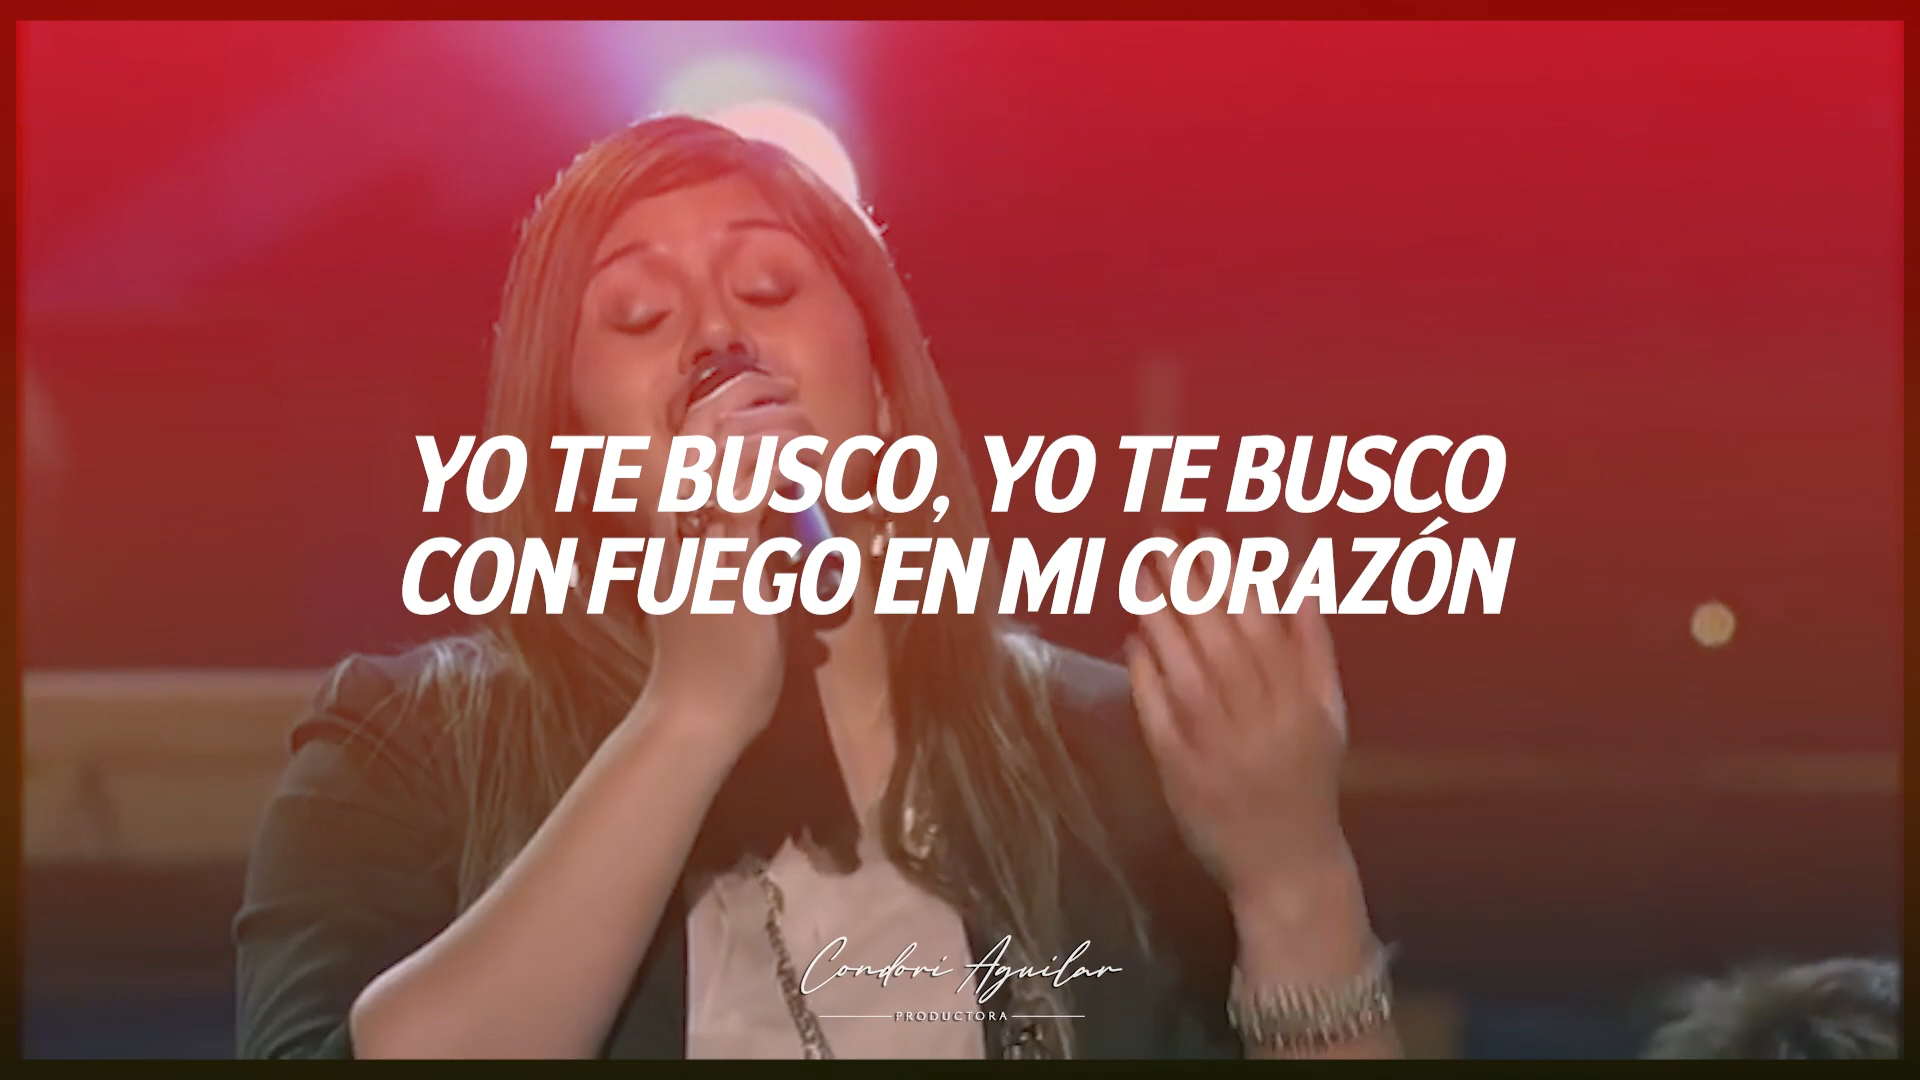 YO TE BUSCO, YO TE BUSCO
CON FUEGO EN MI CORAZÓN
Condori Aguilar
PRODUCTORA